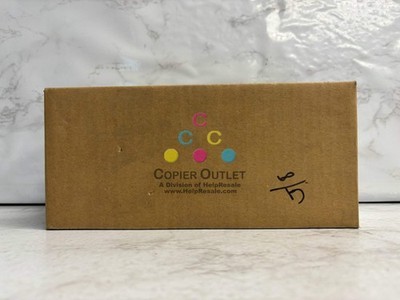 C
C C
COPIER OUTLET
A Division of HelpResale
www.HelpResale.com